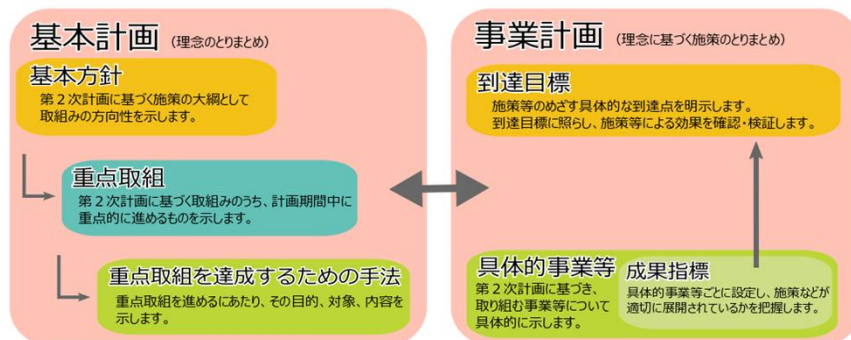 基本計画（理念のとりまとめ）
基本方針
第２次計画に基づく施策の大綱として
取組みの方向性を示します。
重点取組
第２次計画に基づく取組みのうち、計画期間中に
重点的に進めるものを示します。
重点取組を達成するための手法
重点取組を進めるにあたり、その目的、対象、内容を
示します。
事業計画（理念に基づく施策のとりまとめ）
到達目標
施策等のめざす具体的な到達点を明示します。
到達目標に照らし、施策等による効果を確認・検証します。
具体的事業等
第２次計画に基づき、
取り組む事業等について
具体的に示します。
成果指標
具体的事業等ごとに設定し、施策などが
適切に展開されているかを把握します。